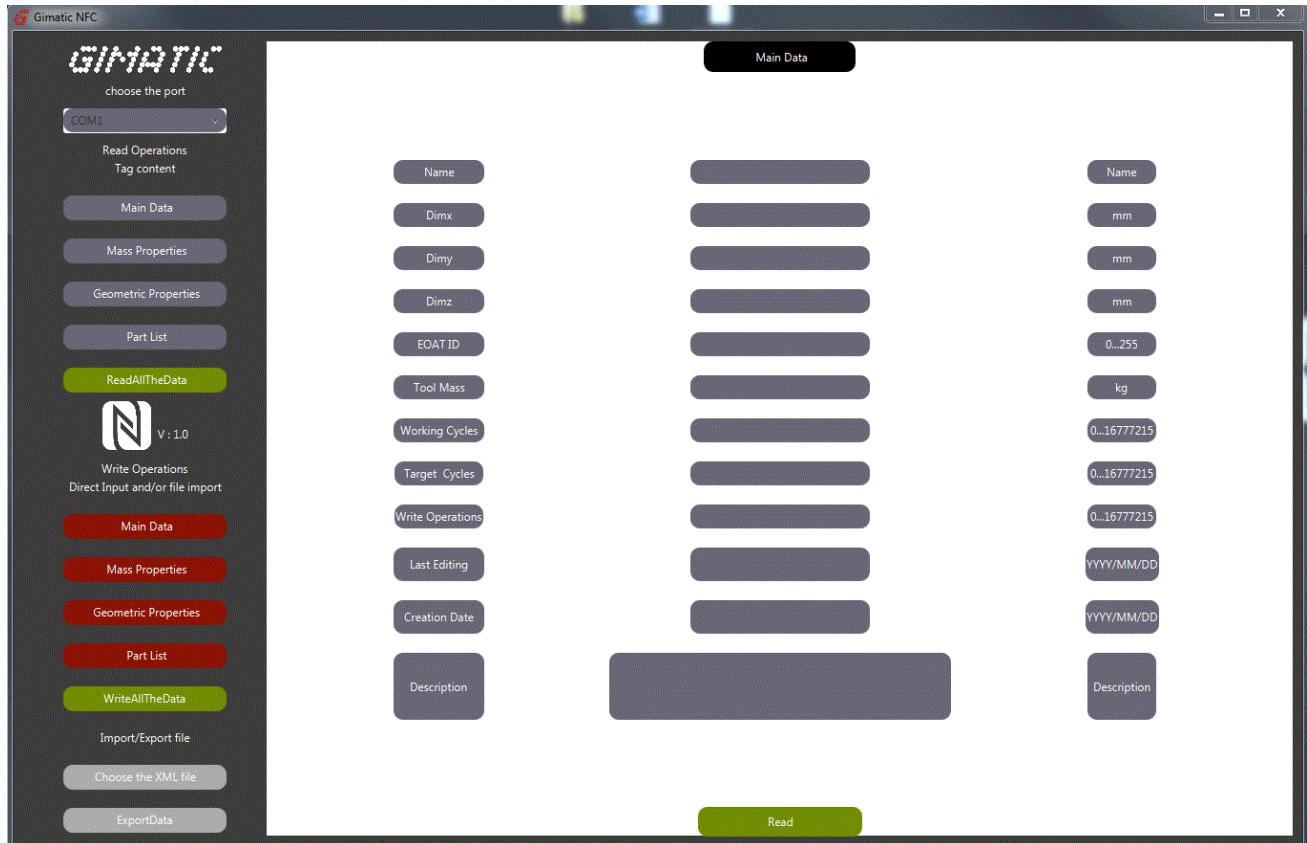 Gimatic NFC
GIMATIC
choose the port
COM1
Read Operations
Tag content
Main Data
Mass Properties
Geometric Properties
Part List
ReadAllTheData
V : 1.0
Write Operations
Direct Input and/or file import
Main Data
Mass Properties
Geometric Properties
Part List
WriteAllTheData
Import/Export file
Choose the XML file
ExportData
Main Data
Name Name
Dimx mm
Dimy mm
Dimz mm
EOAT ID 0...255
Tool Mass kg
Working Cycles 0...16777215
Target Cycles 0...16777215
Write Operations 0...16777215
Last Editing YYYY/MM/DD
Creation Date YYYY/MM/DD
Description Description
Read